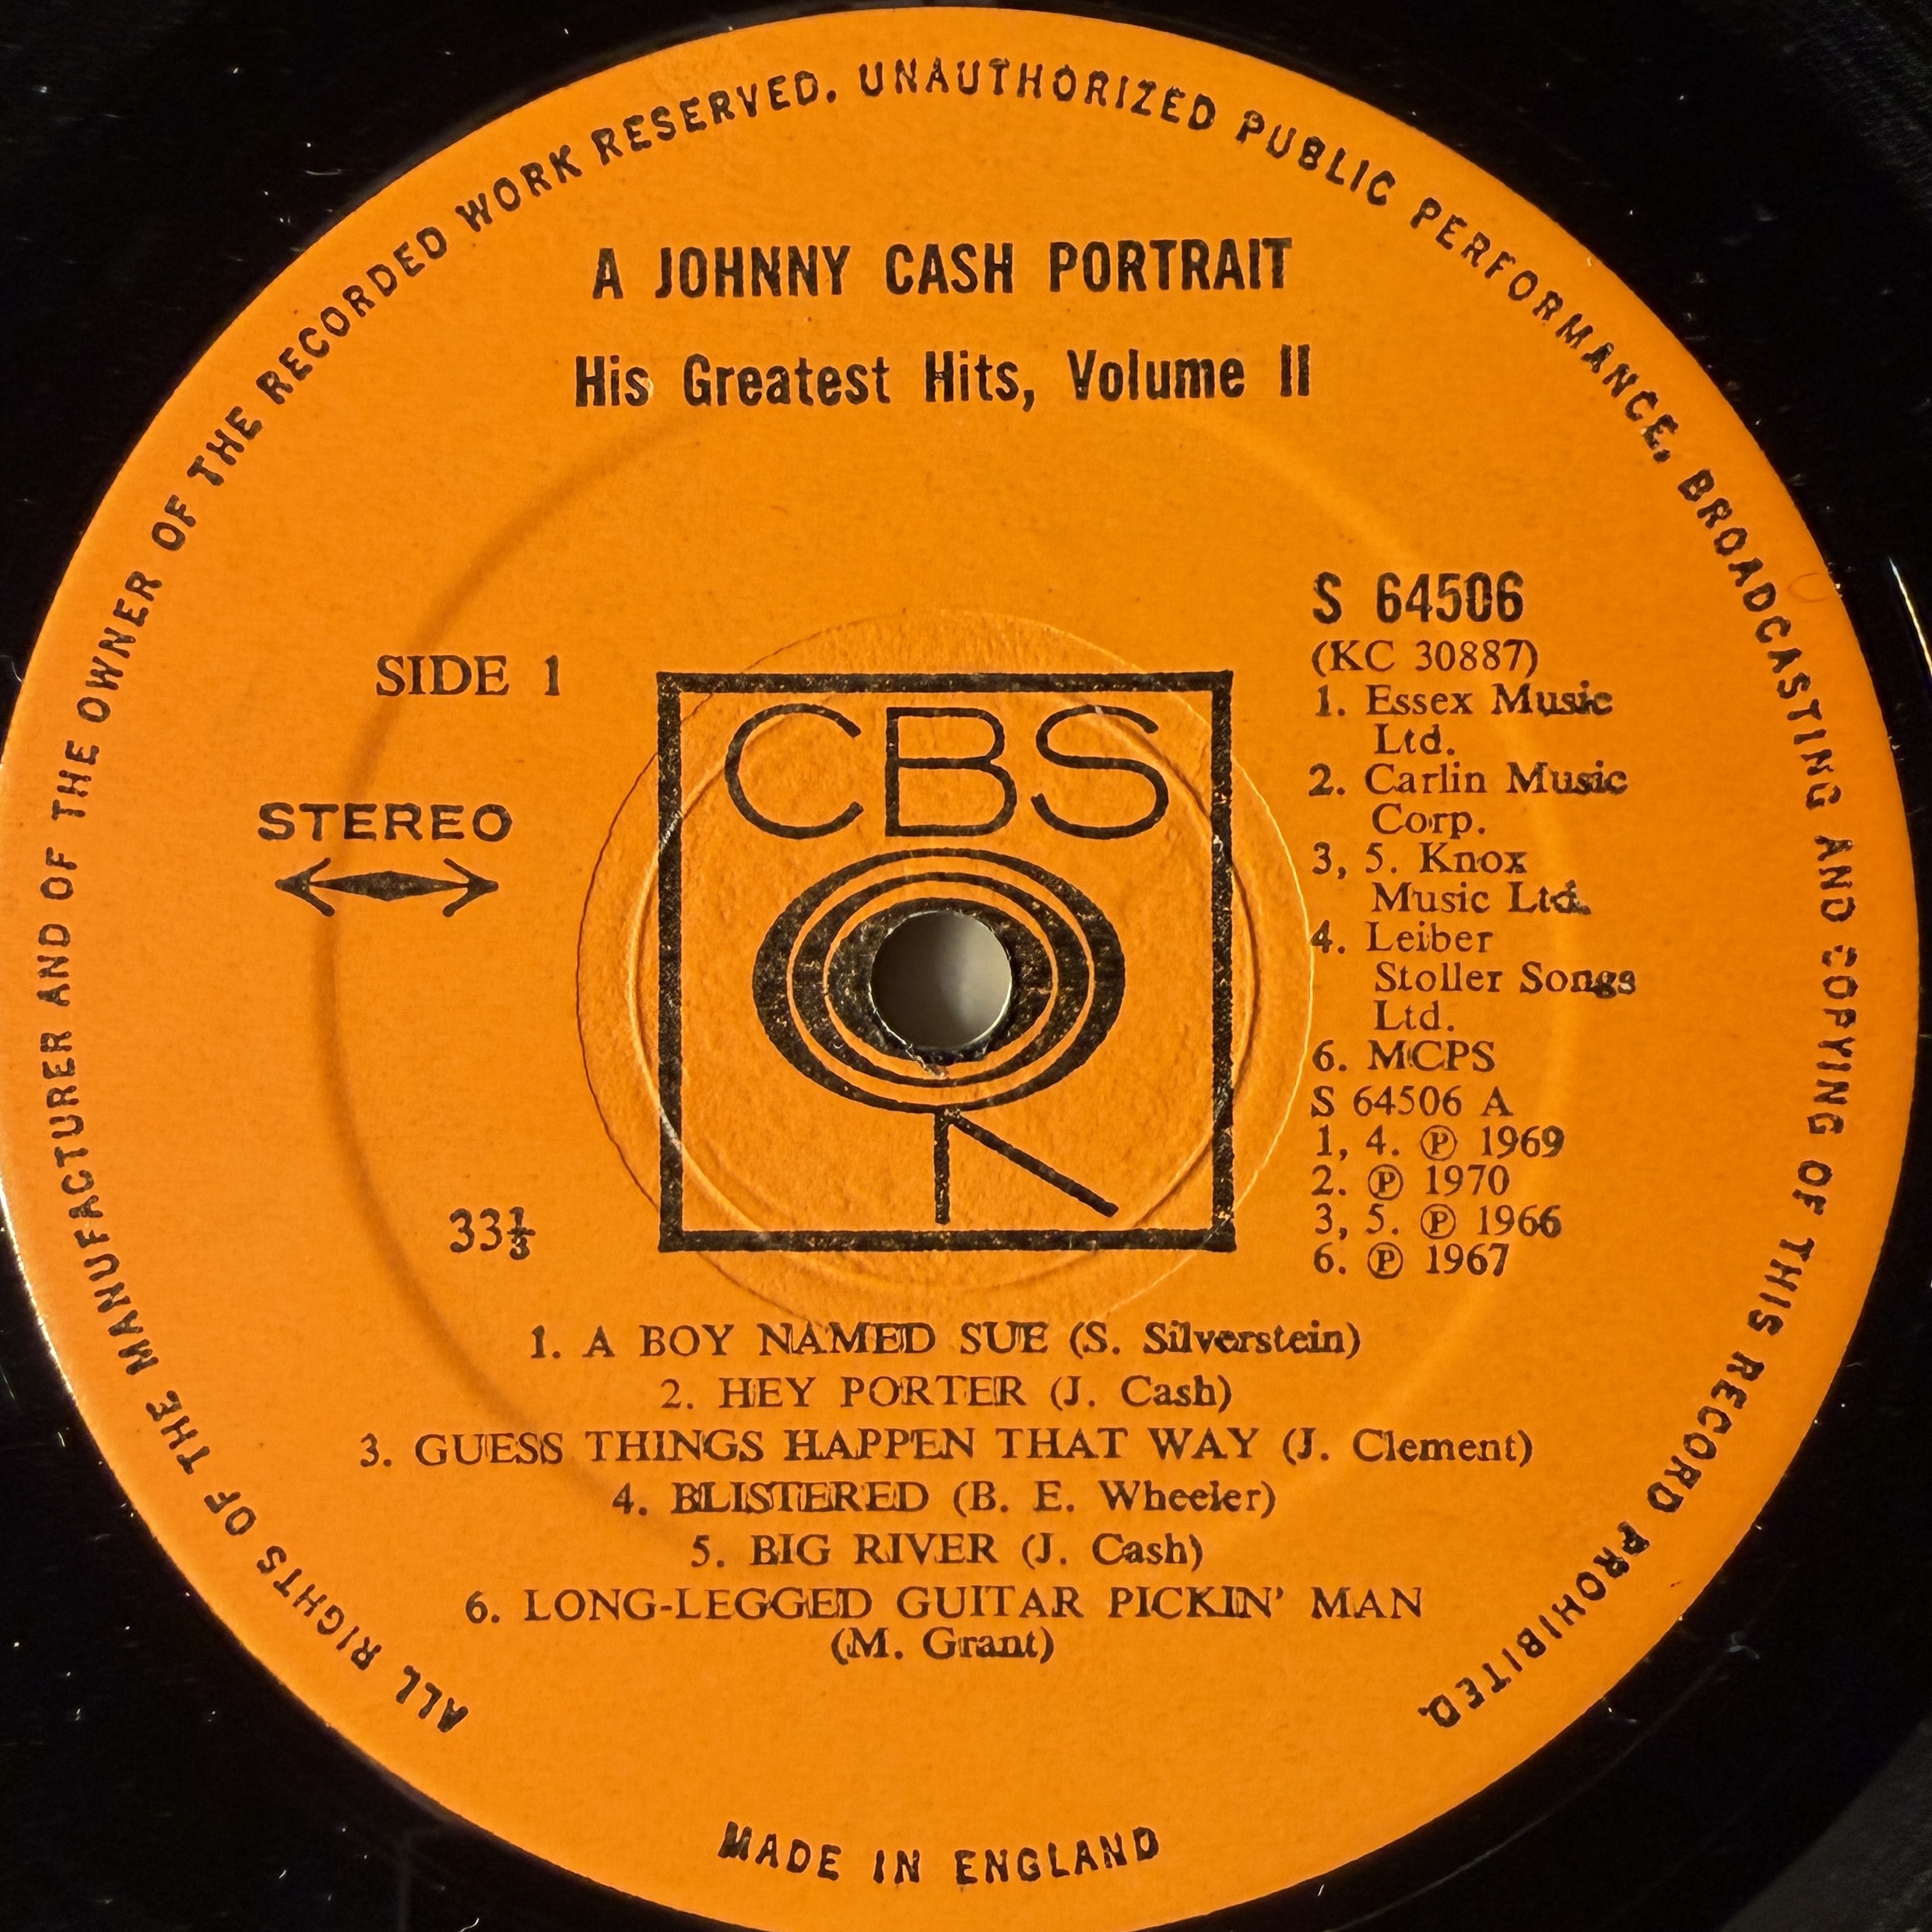 ALL RIGHTS OF THE MANUFACTURER AND OF THE OWNER OF THE RECORDED WORK RESERVED. UNAUTHORIZED PUBLIC PERFORMANCE, BROADCASTING AND COPYING OF THIS RECORD PROHIBITED.
A JOHNNY CASH PORTRAIT
His Greatest Hits, Volume II
SIDE 1
STEREO
33⅓
CBS
S 64506
(KC 30887)
1. Essex Music
Ltd.
2. Carlin Music
Corp.
3, 5. Knox
Music Ltd.
4. Leiber
Stoller Songs
Ltd.
6. MCPS
S 64506 A
1, 4. ℗ 1969
2. ℗ 1970
3, 5. ℗ 1966
6. ℗ 1967
1. A BOY NAMED SUE (S. Silverstein)
2. HEY PORTER (J. Cash)
3. GUESS THINGS HAPPEN THAT WAY (J. Clement)
4. BLISTERED (B. E. Wheeler)
5. BIG RIVER (J. Cash)
6. LONG-LEGGED GUITAR PICKIN' MAN
(M. Grant)
MADE IN ENGLAND